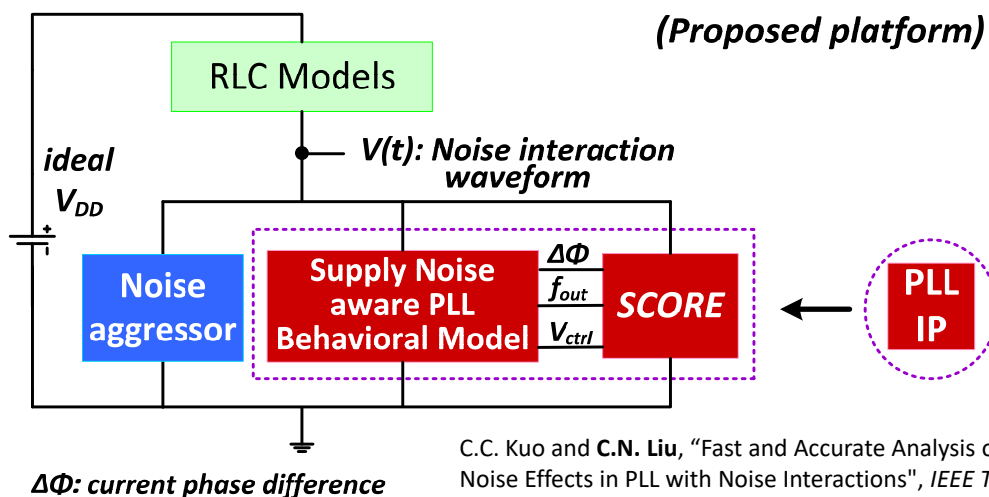 (Proposed platform)
RLC Models
V(t): Noise interaction
waveform
ideal
VDD
+
-
Noise
aggressor
Supply Noise
aware PLL
Behavioral Model
ΔΦ
fout
Vctrl
SCORE
PLL
IP
C.C. Kuo and C.N. Liu, “Fast and Accurate Analysis
Noise Effects in PLL with Noise Interactions", IEEE
ΔΦ: current phase difference